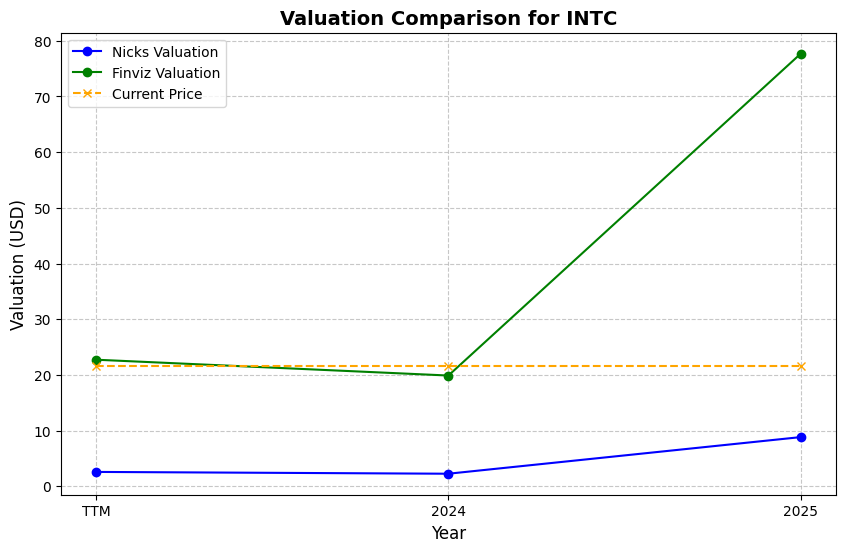 Valuation Comparison for INTC
Nicks Valuation
Finviz Valuation
Current Price
Valuation (USD)
80
70
60
50
40
30
20
10
0
TTM 2024 2025
Year